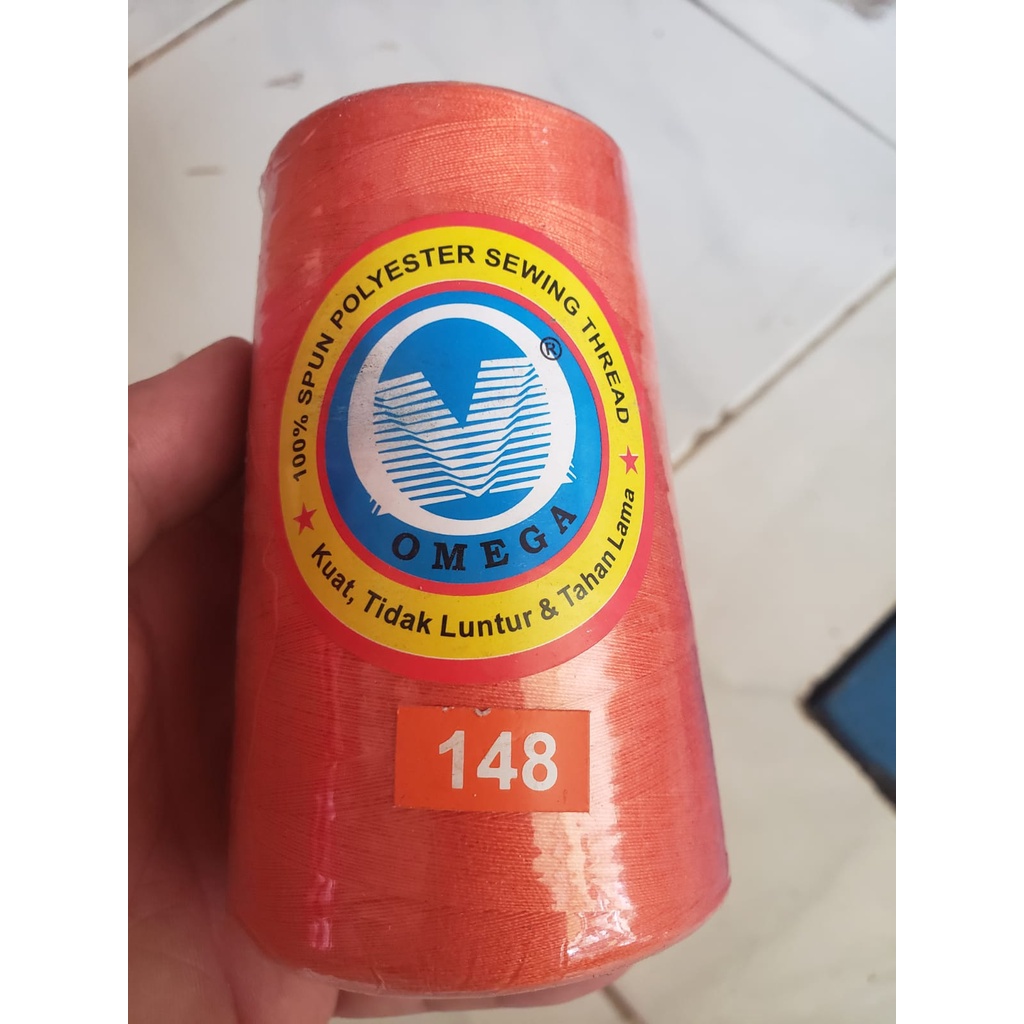 100% SPUN POLYESTER SEWING THREAD
®
OMEGA
★ Kuat, Tidak Luntur & Tahan Lama ★
148